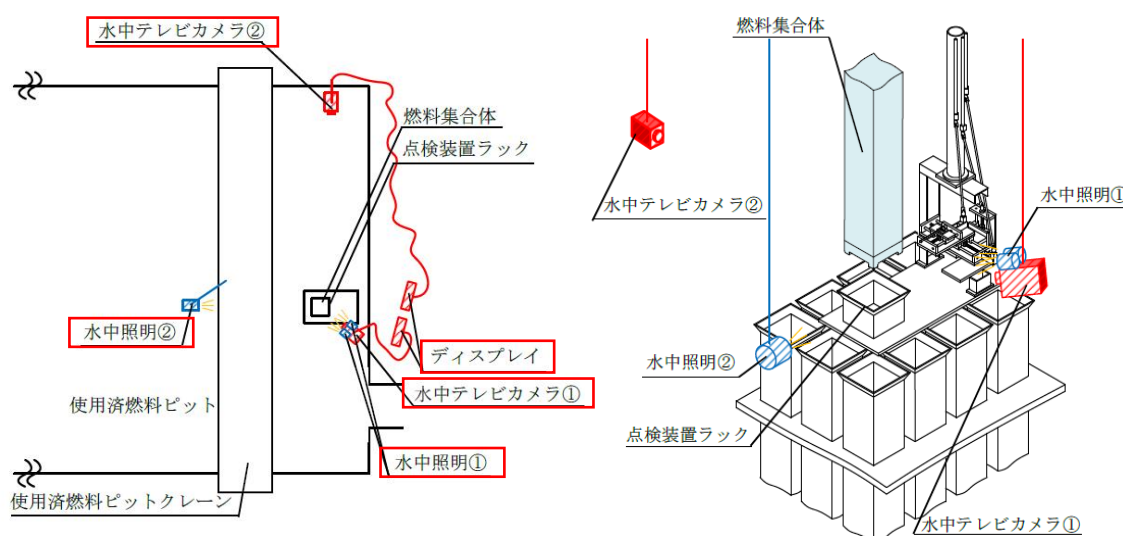 水中テレビカメラ②
燃料集合体
点検装置ラック
水中照明②
ディスプレイ
使用済燃料ピット
水中テレビカメラ①
水中照明①
使用済燃料ピットクレーン
燃料集合体
水中照明①
水中テレビカメラ②
水中照明②
点検装置ラック
水中テレビカメラ①